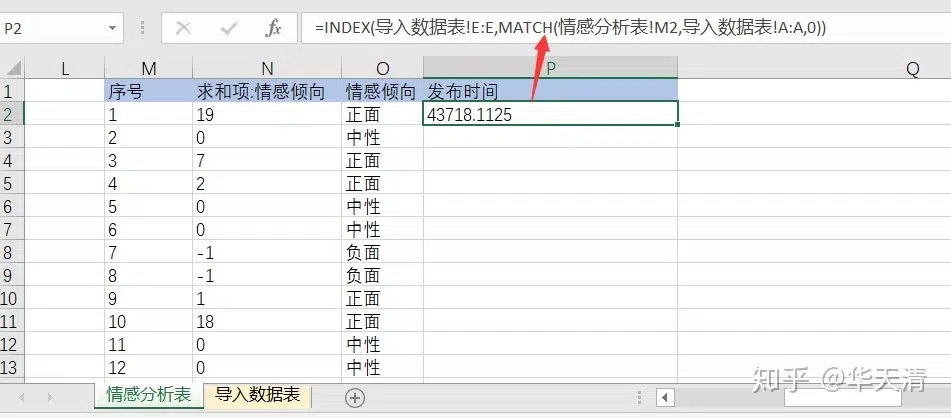 P2 fx =INDEX(导入数据表!E:E,MATCH(情感分析表!M2,导入数据表!A:A,0))
L M N O P Q
1 序号 求和项:情感倾向 情感倾向 发布时间
2 1 19 正面 43718.1125
3 2 0 中性
4 3 7 正面
5 4 2 正面
6 5 0 中性
7 6 0 中性
8 7 -1 负面
9 8 -1 负面
10 9 1 正面
11 10 18 正面
12 11 0 中性
13 12 0 中性
情感分析表 导入数据表
知乎 @华天清